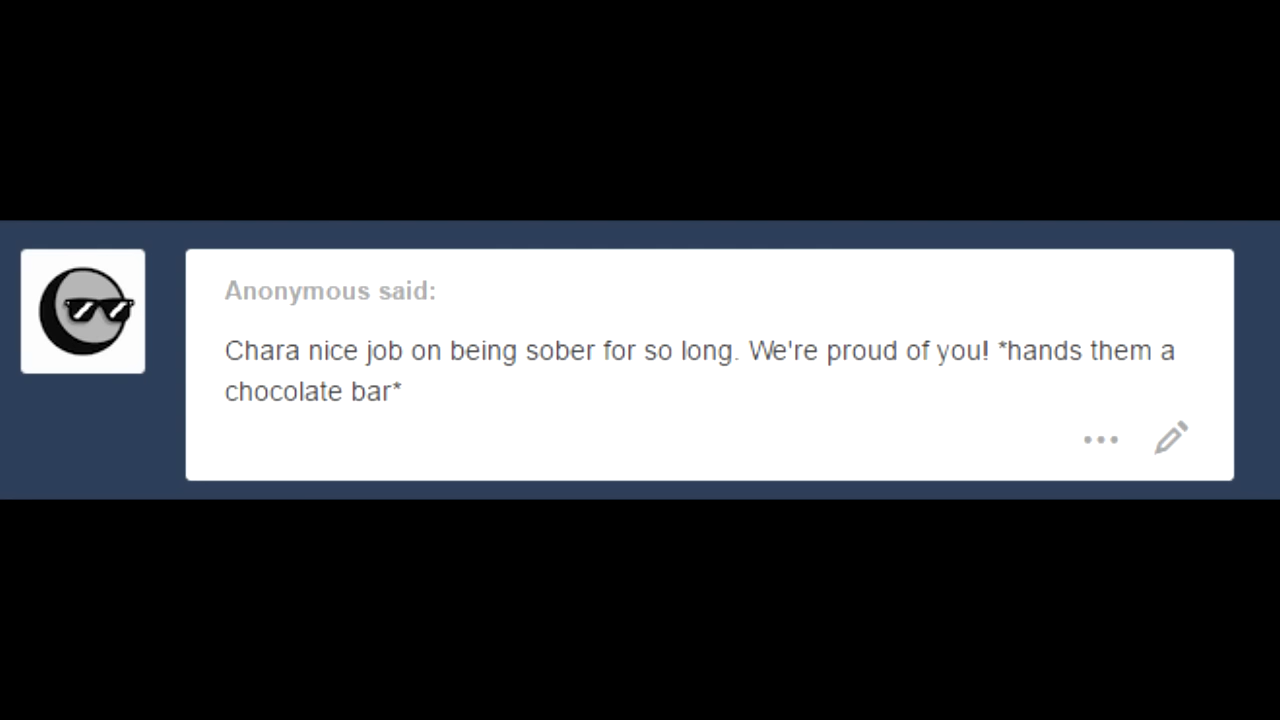 Anonymous said:
Chara nice job on being sober for so long. We're proud of you! *hands them a
chocolate bar*